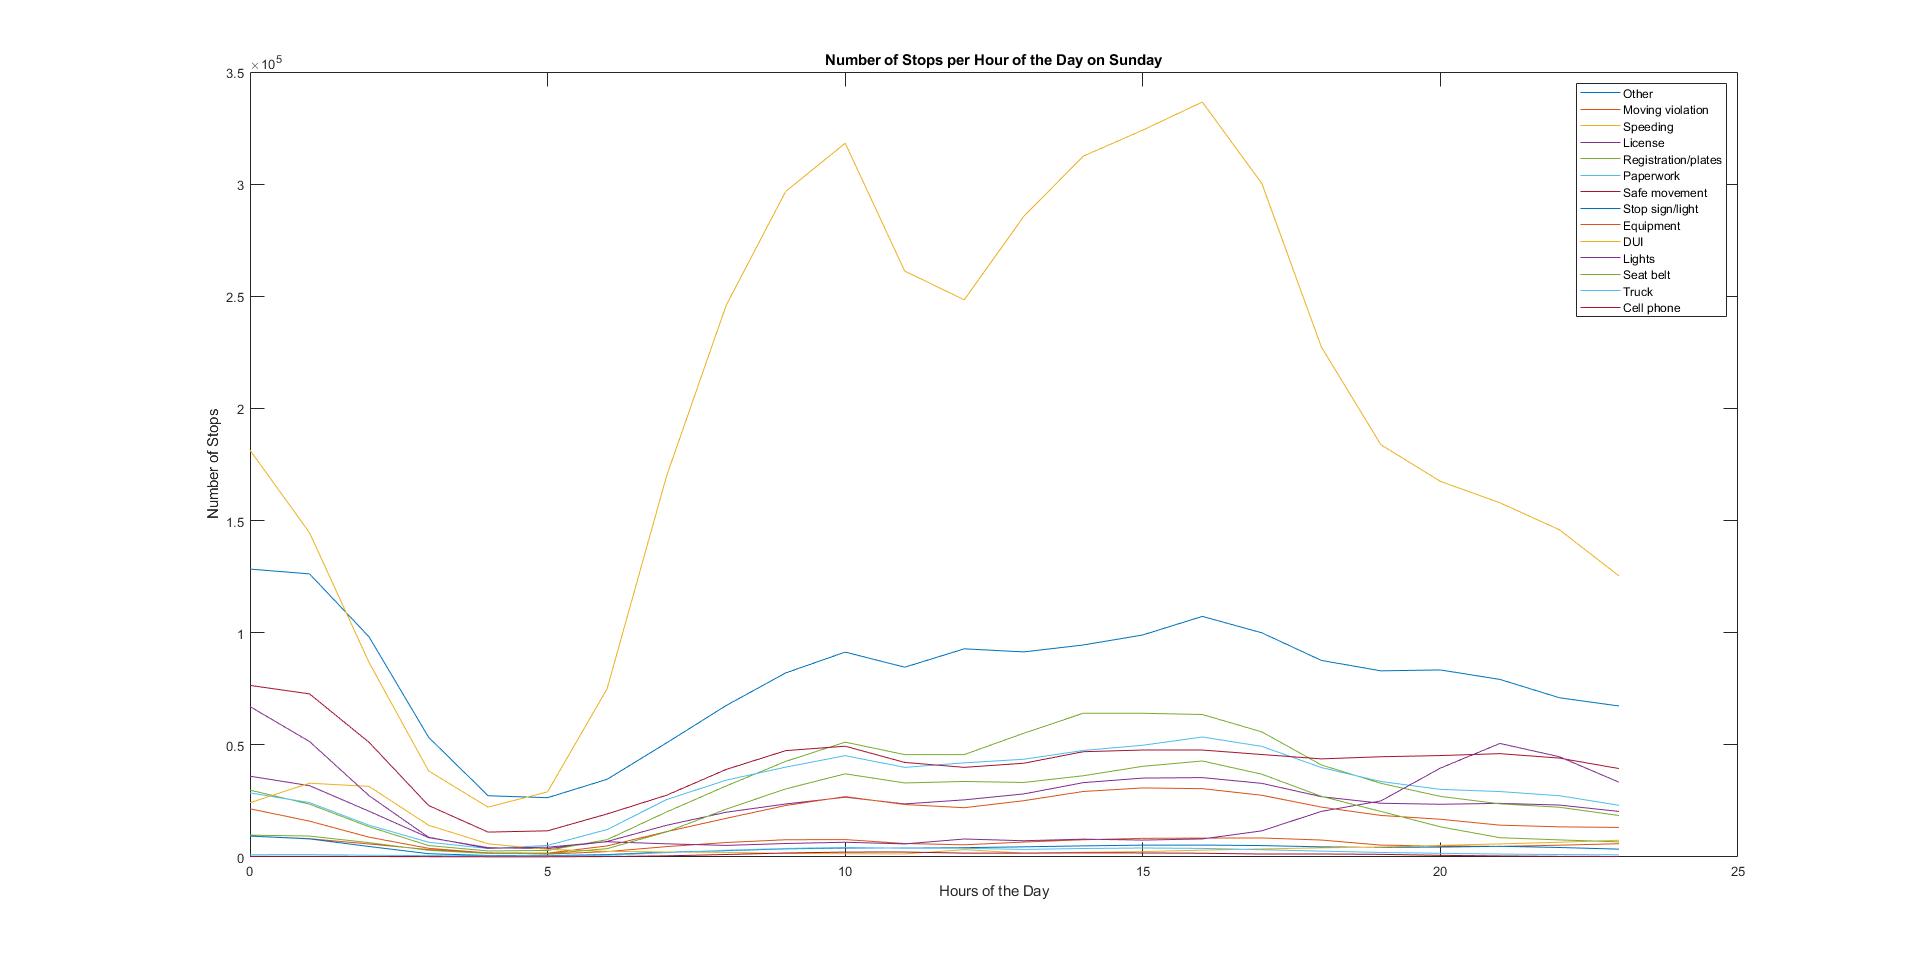 Number of Stops per Hour of the Day on Sunday
×10^5
3.5
3
2.5
2
1.5
1
0.5
0
Number of Stops
0 5 10 15 20 25
Hours of the Day
Other
Moving violation
Speeding
License
Registration/plates
Paperwork
Safe movement
Stop sign/light
Equipment
DUI
Lights
Seat belt
Truck
Cell phone